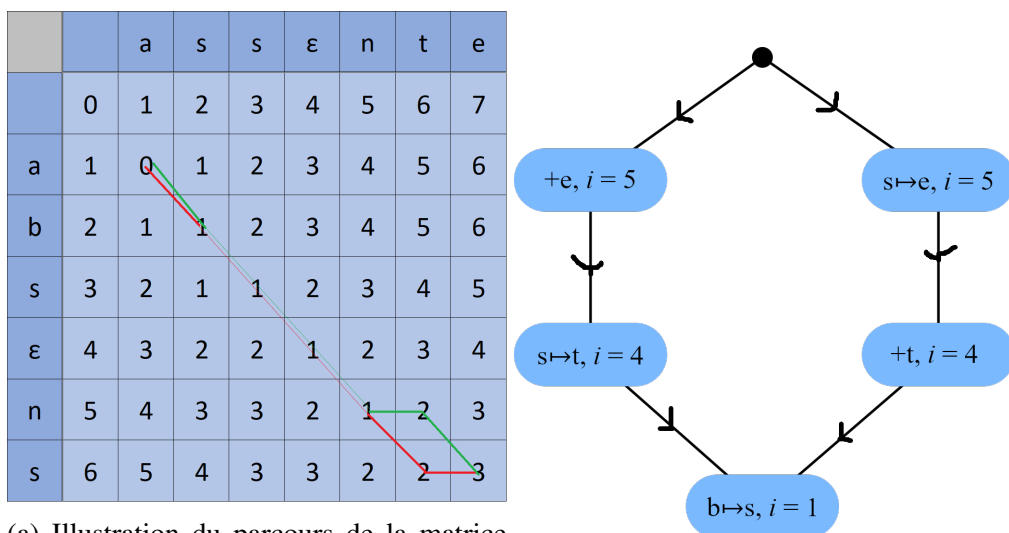 a s s ε n t e
0 1 2 3 4 5 6 7
a 1 0 1 2 3 4 5 6
b 2 1 1 2 3 4 5 6
s 3 2 1 1 2 3 4 5
ε 4 3 2 2 1 2 3 4
n 5 4 3 3 2 1 2 3
s 6 5 4 3 3 2 2 3
(a) Illustration du parcours de la matrice
+e, i = 5
s↦e, i = 5
s↦t, i = 4
+t, i = 4
b↦s, i = 1